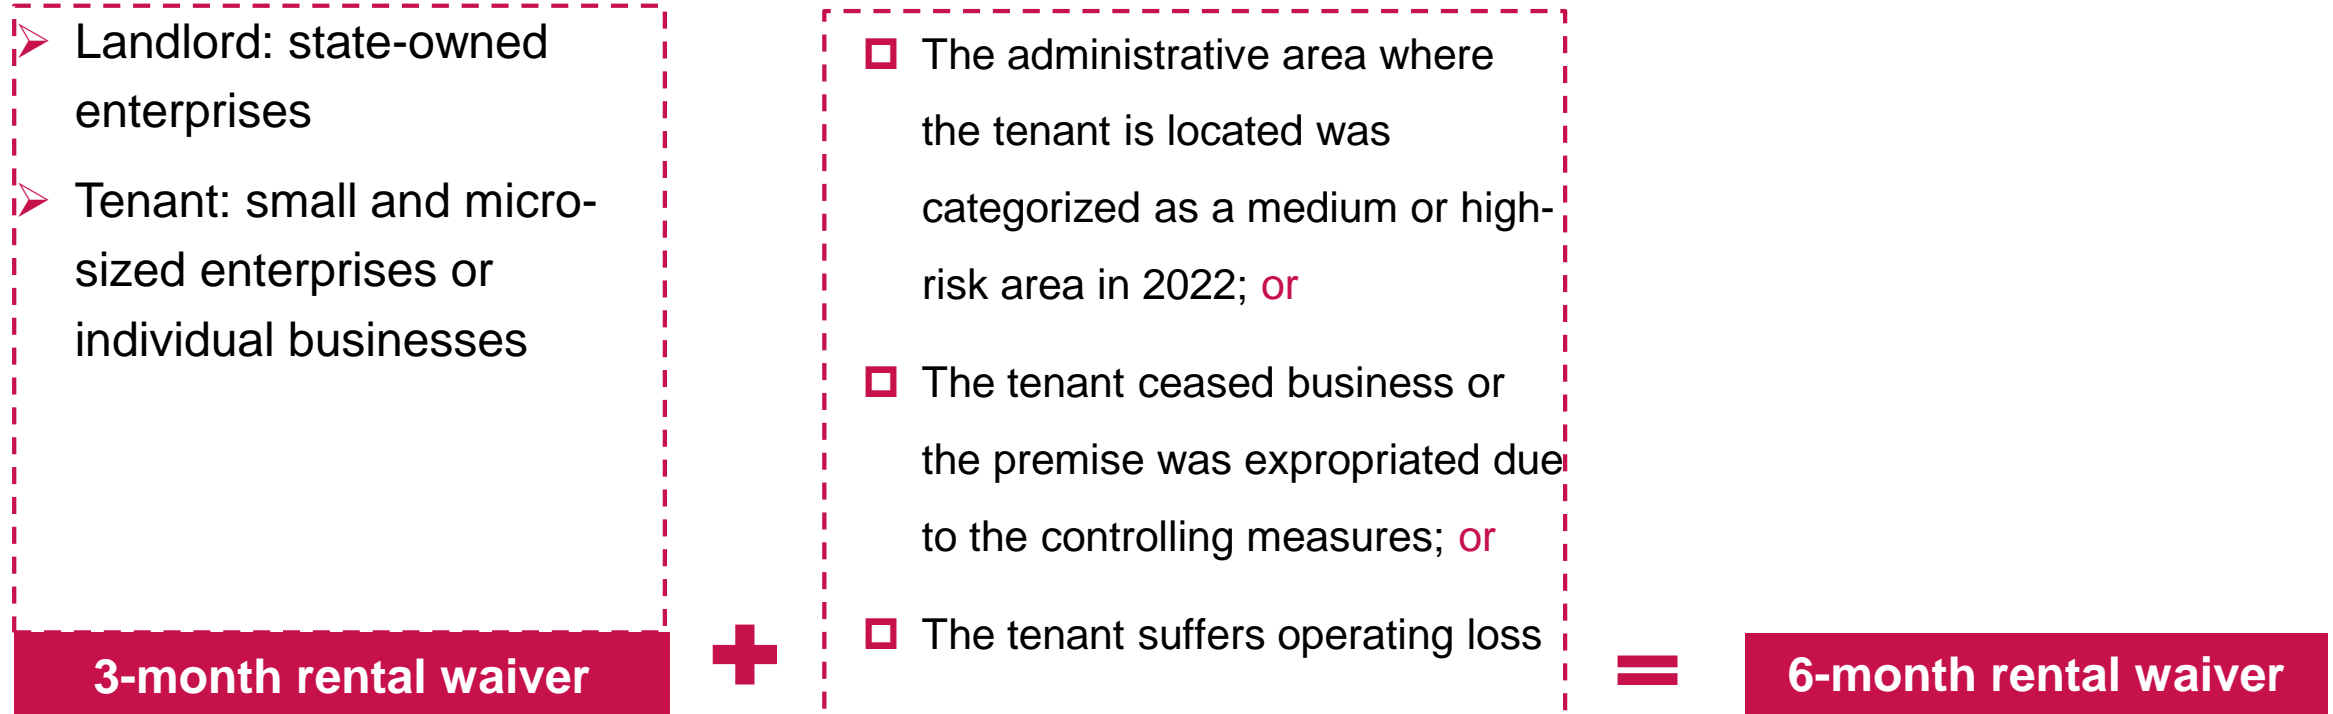 Landlord: state-owned
enterprises
Tenant: small and micro-
sized enterprises or
individual businesses
3-month rental waiver
The administrative area where
the tenant is located was
categorized as a medium or high-
risk area in 2022; or
The tenant ceased business or
the premise was expropriated due
to the controlling measures; or
The tenant suffers operating loss
6-month rental waiver